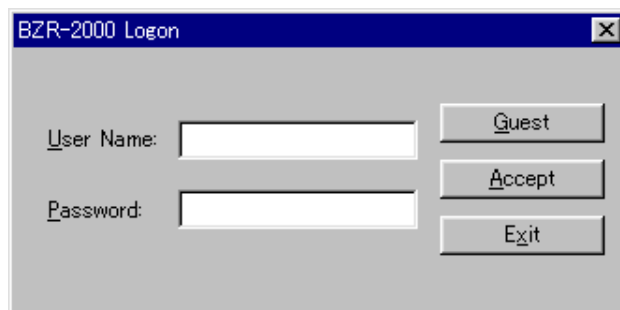 BZR-2000 Logon
User Name:
Password:
Guest
Accept
Exit